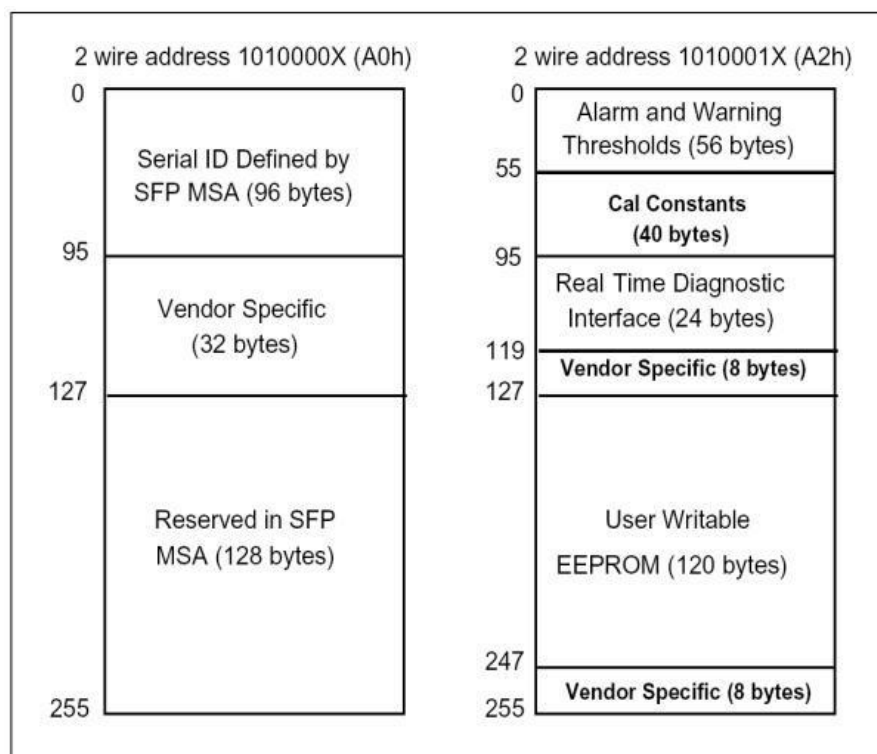 2 wire address 1010000X (A0h)
0
Serial ID Defined by
SFP MSA (96 bytes)
95
Vendor Specific
(32 bytes)
127
Reserved in SFP
MSA (128 bytes)
255
2 wire address 1010001X (A2h)
0
Alarm and Warning
Thresholds (56 bytes)
55
Cal Constants
(40 bytes)
95
Real Time Diagnostic
Interface (24 bytes)
119
Vendor Specific (8 bytes)
127
User Writable
EEPROM (120 bytes)
247
Vendor Specific (8 bytes)
255